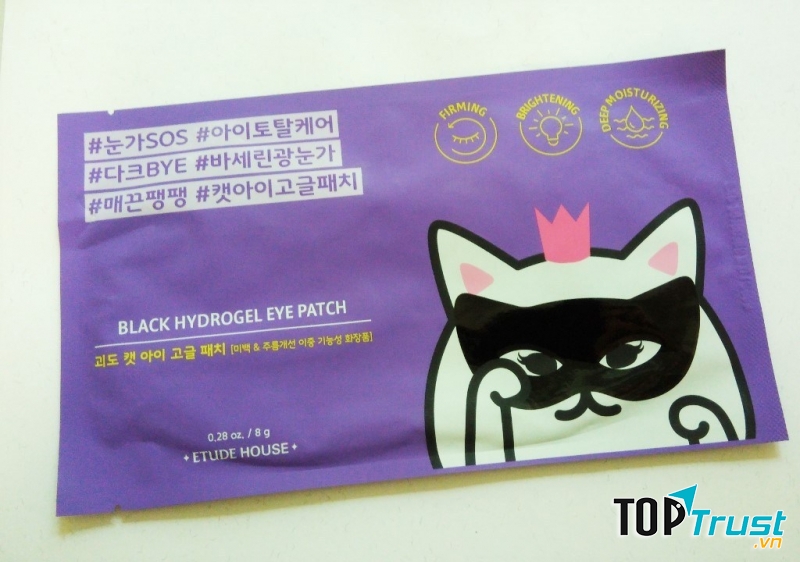 #눈가SOS #아이토탈케어
#다크BYE #바세린광눈가
#매끈팽팽 #캣아이고글패치
FIRMING
BRIGHTENING
DEEP MOISTURIZING
BLACK HYDROGEL EYE PATCH
괴도 캣 아이 고글 패치 [미백 & 주름개선 이중 기능성 화장품]
0.28 oz. / 8 g
ETUDE HOUSE
TOPTrust
.vn